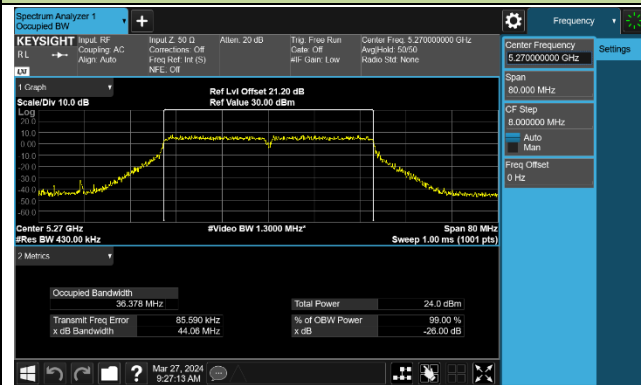 Spectrum Analyzer 1
Occupied BW
Frequency
KEYSIGHT
RL
LXI
Input: RF
Coupling: AC
Align: Auto
Input Z: 50 Ω
Corrections: Off
Freq Ref: Int (S)
NFE: Off
Atten: 20 dB
Trig: Free Run
Gate: Off
#IF Gain: Low
Center Freq: 5.270000000 GHz
Avg|Hold: 50/50
Radio Std: None
Center Frequency
5.270000000 GHz
Settings
Span
80.000 MHz
CF Step
8.000000 MHz
Auto
Man
Freq Offset
0 Hz
1 Graph
Scale/Div 10.0 dB
Ref Lvl Offset 21.20 dB
Ref Value 30.00 dBm
Log
20.0
10.0
0.00
-10.0
-20.0
-30.0
-40.0
-50.0
-60.0
Center 5.27 GHz
#Res BW 430.00 kHz
#Video BW 1.3000 MHz*
Span 80 MHz
Sweep 1.00 ms (1001 pts)
2 Metrics
Occupied Bandwidth
36.378 MHz
Total Power 24.0 dBm
Transmit Freq Error 85.590 kHz
% of OBW Power 99.00 %
x dB Bandwidth 44.06 MHz
x dB -26.00 dB
Mar 27, 2024
9:27:13 AM